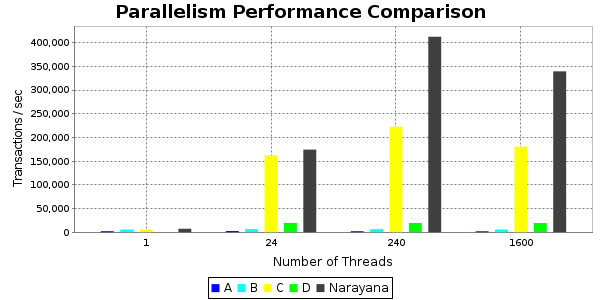 Parallelism Performance Comparison
Transactions / sec
400,000
350,000
300,000
250,000
200,000
150,000
100,000
50,000
0
1 24 240 1600
Number of Threads
A B C D Narayana